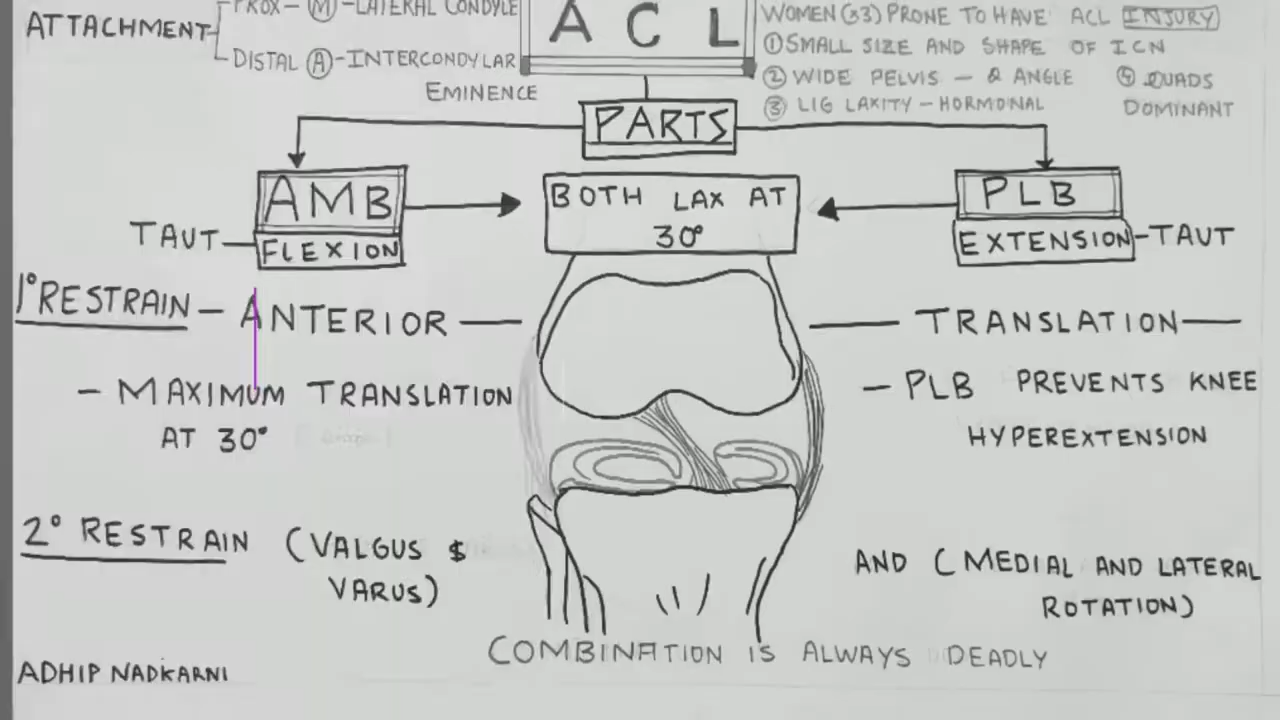 ATTACHMENT
PROX - (M) - LATERAL CONDYLE
DISTAL (A) - INTERCONDYLAR
EMINENCE
ACL
WOMEN (>3) PRONE TO HAVE ACL INJURY
① SMALL SIZE AND SHAPE OF ICN
② WIDE PELVIS - Q ANGLE ④ QUADS
③ LIG LAXITY - HORMONAL DOMINANT
PARTS
AMB
BOTH LAX AT
30°
PLB
TAUT FLEXION
EXTENSION - TAUT
1° RESTRAIN - ANTERIOR — — TRANSLATION —
- MAXIMUM TRANSLATION
AT 30°
- PLB PREVENTS KNEE
HYPEREXTENSION
2° RESTRAIN (VALGUS $
VARUS)
AND (MEDIAL AND LATERAL
ROTATION)
COMBINATION IS ALWAYS DEADLY
ADHIP NADKARNI